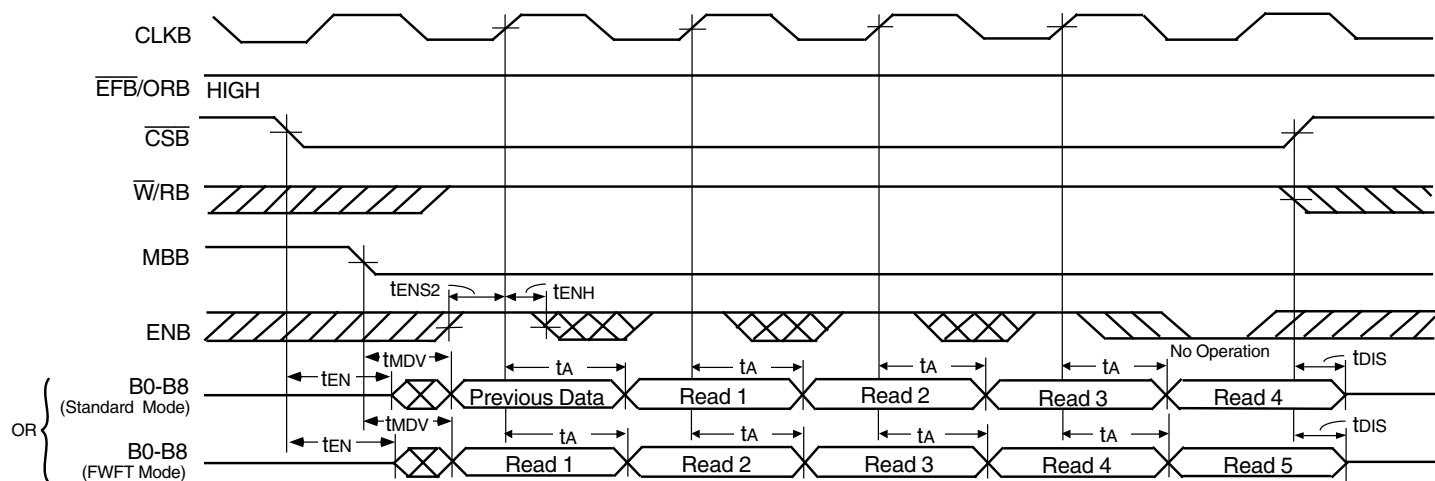 CLKB
EFB/ORB HIGH
CSB
W/RB
MBB
tENS2 tENH
ENB
No Operation
tMDV
tEN tA tA tA tA tDIS
B0-B8 Previous Data Read 1 Read 2 Read 3 Read 4
(Standard Mode)
OR
tMDV
tEN tA tA tA tA tDIS
B0-B8 Read 1 Read 2 Read 3 Read 4 Read 5
(FWFT Mode)